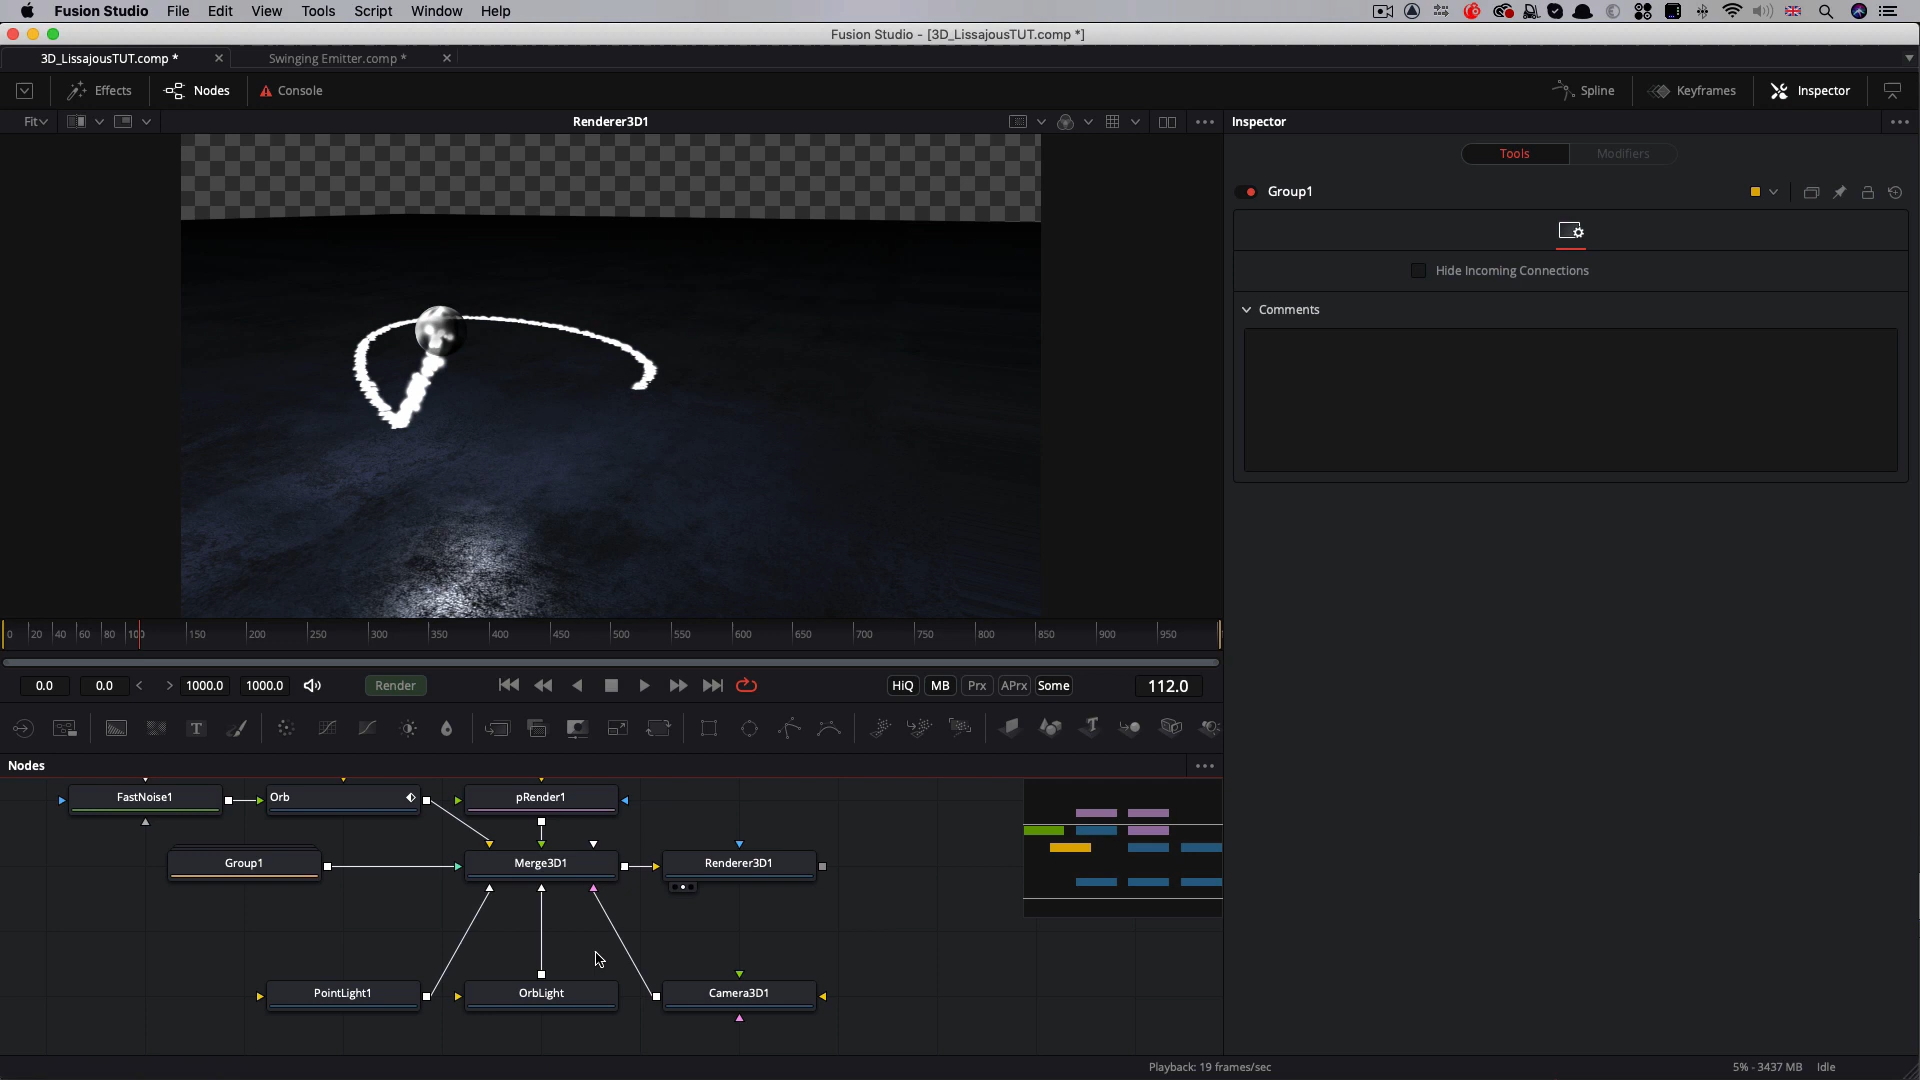 Fusion Studio File Edit View Tools Script Window Help
Fusion Studio - [3D_LissajousTUT.comp *]
3D_LissajousTUT.comp * Swinging Emitter.comp *
Effects Nodes Console Spline Keyframes Inspector
Fit Renderer3D1 Inspector
Tools Modifiers
Group1
Hide Incoming Connections
Comments
0 20 40 60 80 100 150 200 250 300 350 400 450 500 550 600 650 700 750 800 850 900 950
0.0 0.0 1000.0 1000.0 Render HiQ MB Prx APrx Some 112.0
T T
Nodes
FastNoise1 Orb pRender1
Group1 Merge3D1 Renderer3D1
PointLight1 OrbLight Camera3D1
Playback: 19 frames/sec 5% - 3437 MB Idle